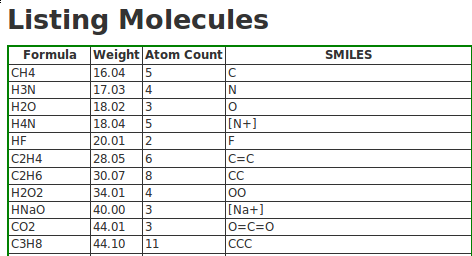 Listing Molecules
Formula Weight Atom Count SMILES
CH4 16.04 5 C
H3N 17.03 4 N
H2O 18.02 3 O
H4N 18.04 5 [N+]
HF 20.01 2 F
C2H4 28.05 6 C=C
C2H6 30.07 8 CC
H2O2 34.01 4 OO
HNaO 40.00 3 [Na+]
CO2 44.01 3 O=C=O
C3H8 44.10 11 CCC